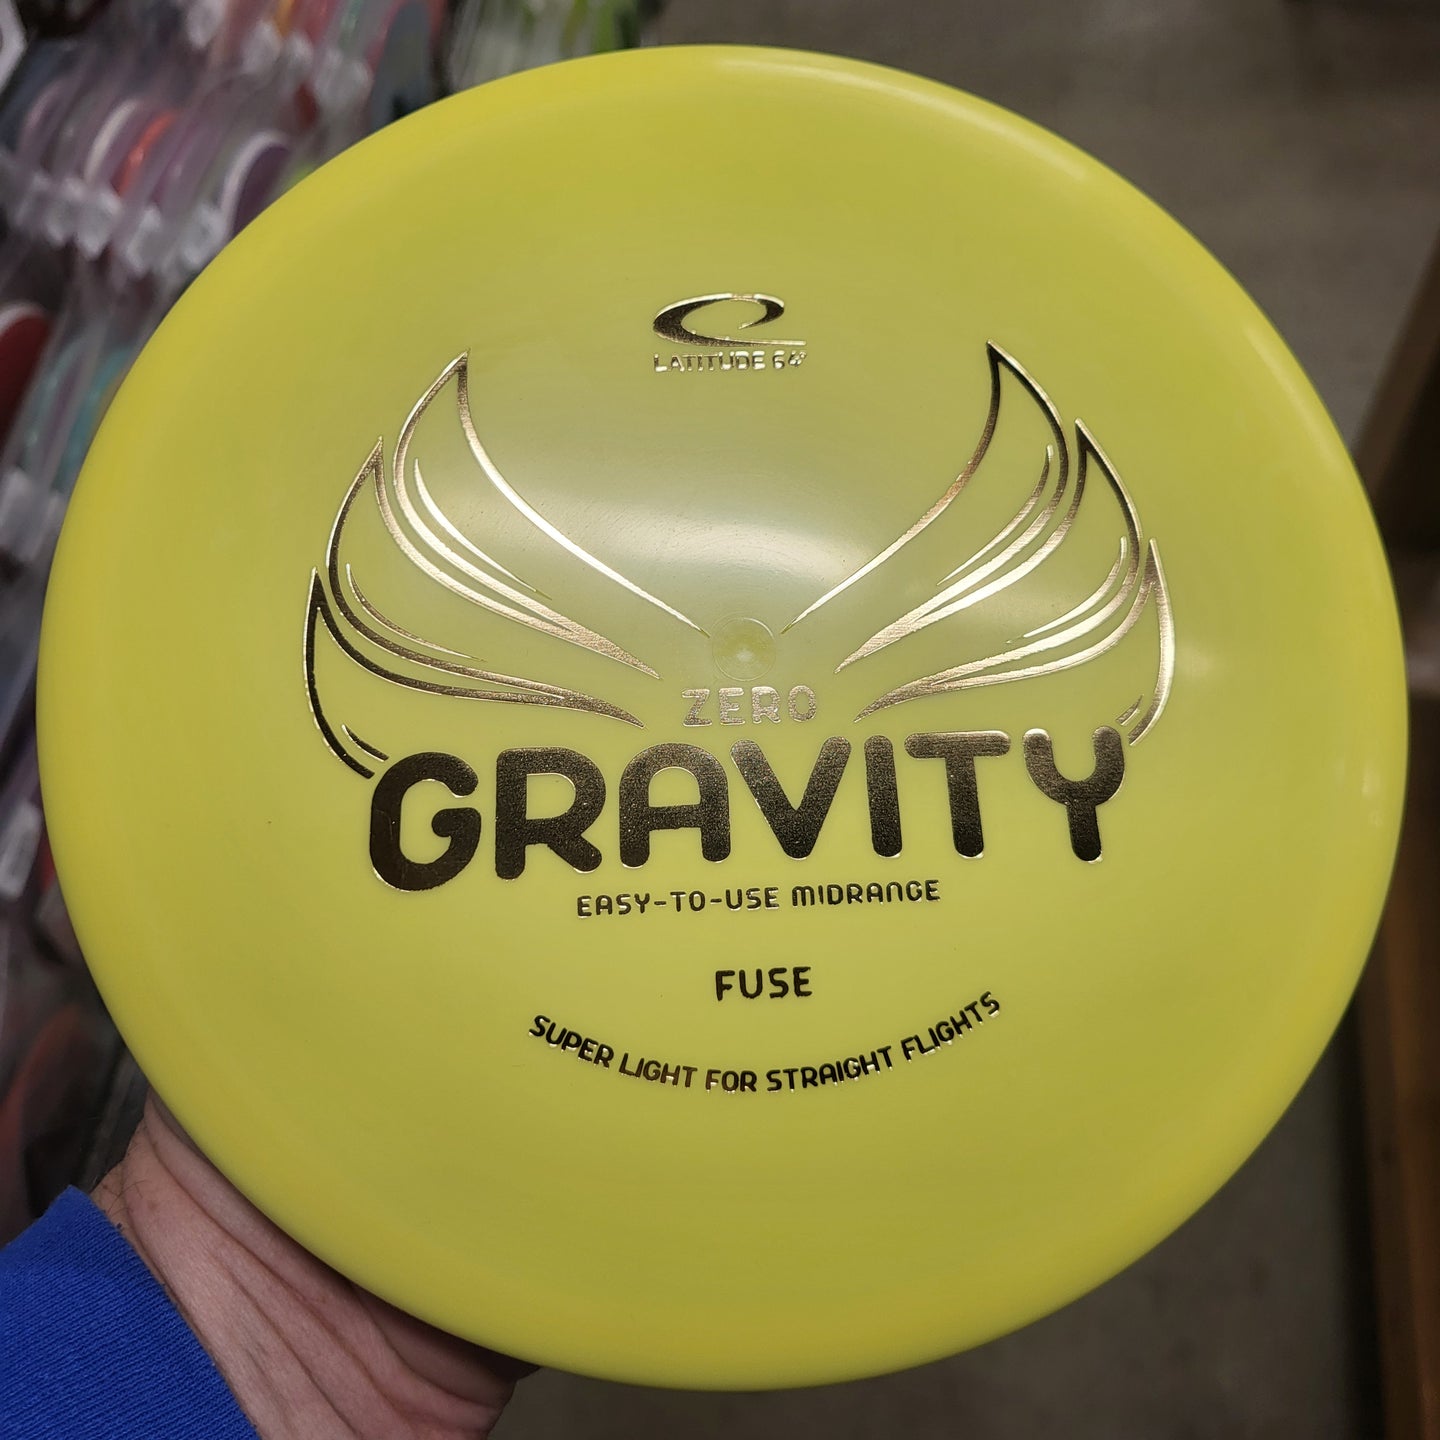 LATITUDE 64°
ZERO
GRAVITY
EASY-TO-USE MIDRANGE
FUSE
SUPER LIGHT FOR STRAIGHT FLIGHTS